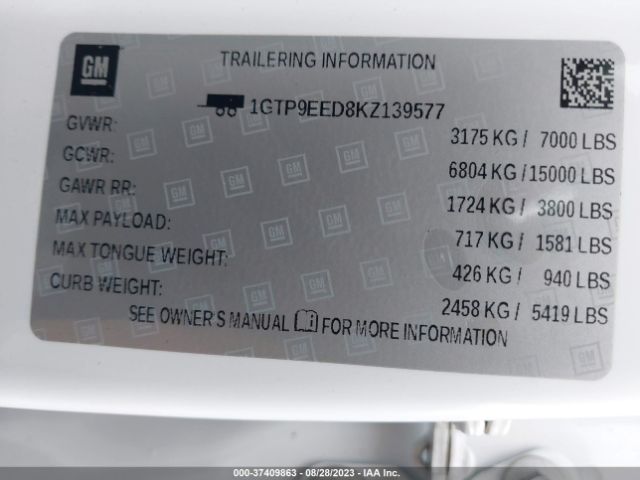 GM
TRAILERING INFORMATION
1GTP9EED8KZ139577
GVWR: 3175 KG / 7000 LBS
GCWR: 6804 KG / 15000 LBS
GAWR RR: 1724 KG / 3800 LBS
MAX PAYLOAD: 717 KG / 1581 LBS
MAX TONGUE WEIGHT: 426 KG / 940 LBS
CURB WEIGHT: 2458 KG / 5419 LBS
SEE OWNER'S MANUAL FOR MORE INFORMATION
000-37409863 | 08/28/2023 | IAA Inc.